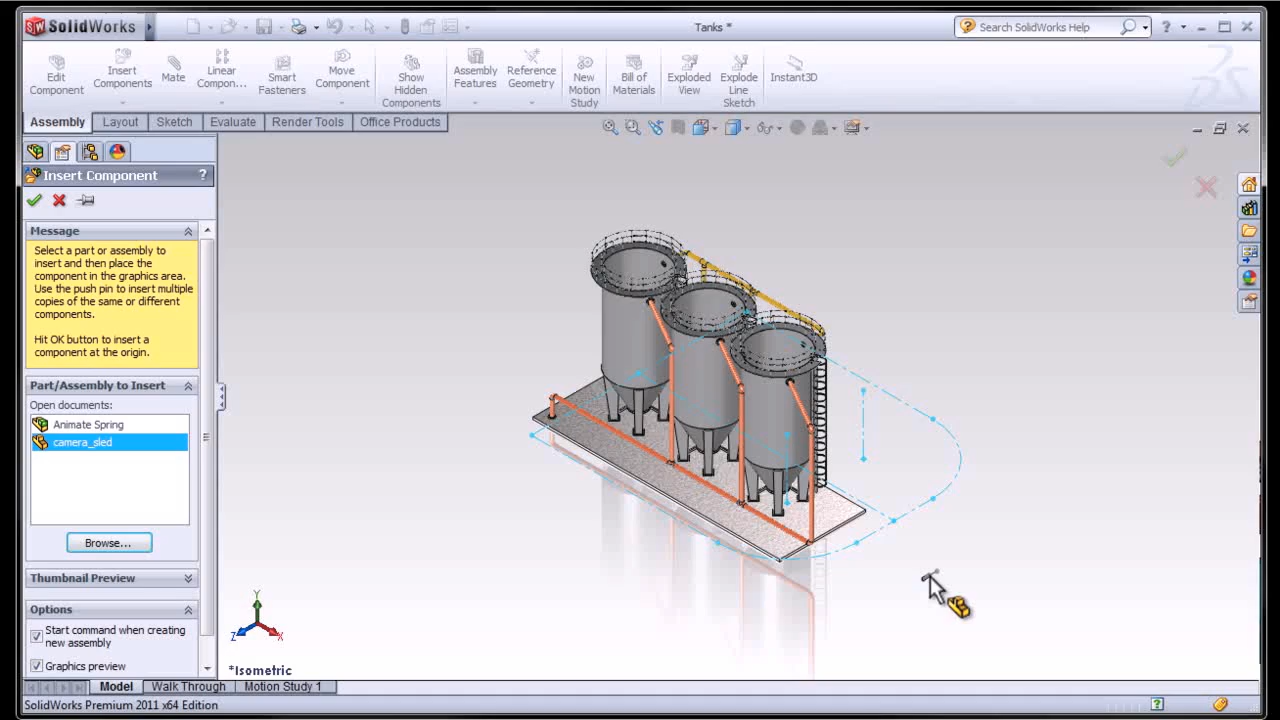 SolidWorks
Tanks *
Search SolidWorks Help
?
Edit
Component
Insert
Components
Mate
Linear
Compon...
Smart
Fasteners
Move
Component
Show
Hidden
Components
Assembly
Features
Reference
Geometry
New
Motion
Study
Bill of
Materials
Exploded
View
Explode
Line
Sketch
Instant3D
Assembly
Layout
Sketch
Evaluate
Render Tools
Office Products
Insert Component
?
Message
Select a part or assembly to
insert and then place the
component in the graphics area.
Use the push pin to insert multiple
copies of the same or different
components.
Hit OK button to insert a
component at the origin.
Part/Assembly to Insert
Open documents:
Animate Spring
camera_sled
Browse...
Thumbnail Preview
Options
Start command when creating
new assembly
Graphics preview
Y
Z
X
*Isometric
Model
Walk Through
Motion Study 1
SolidWorks Premium 2011 x64 Edition